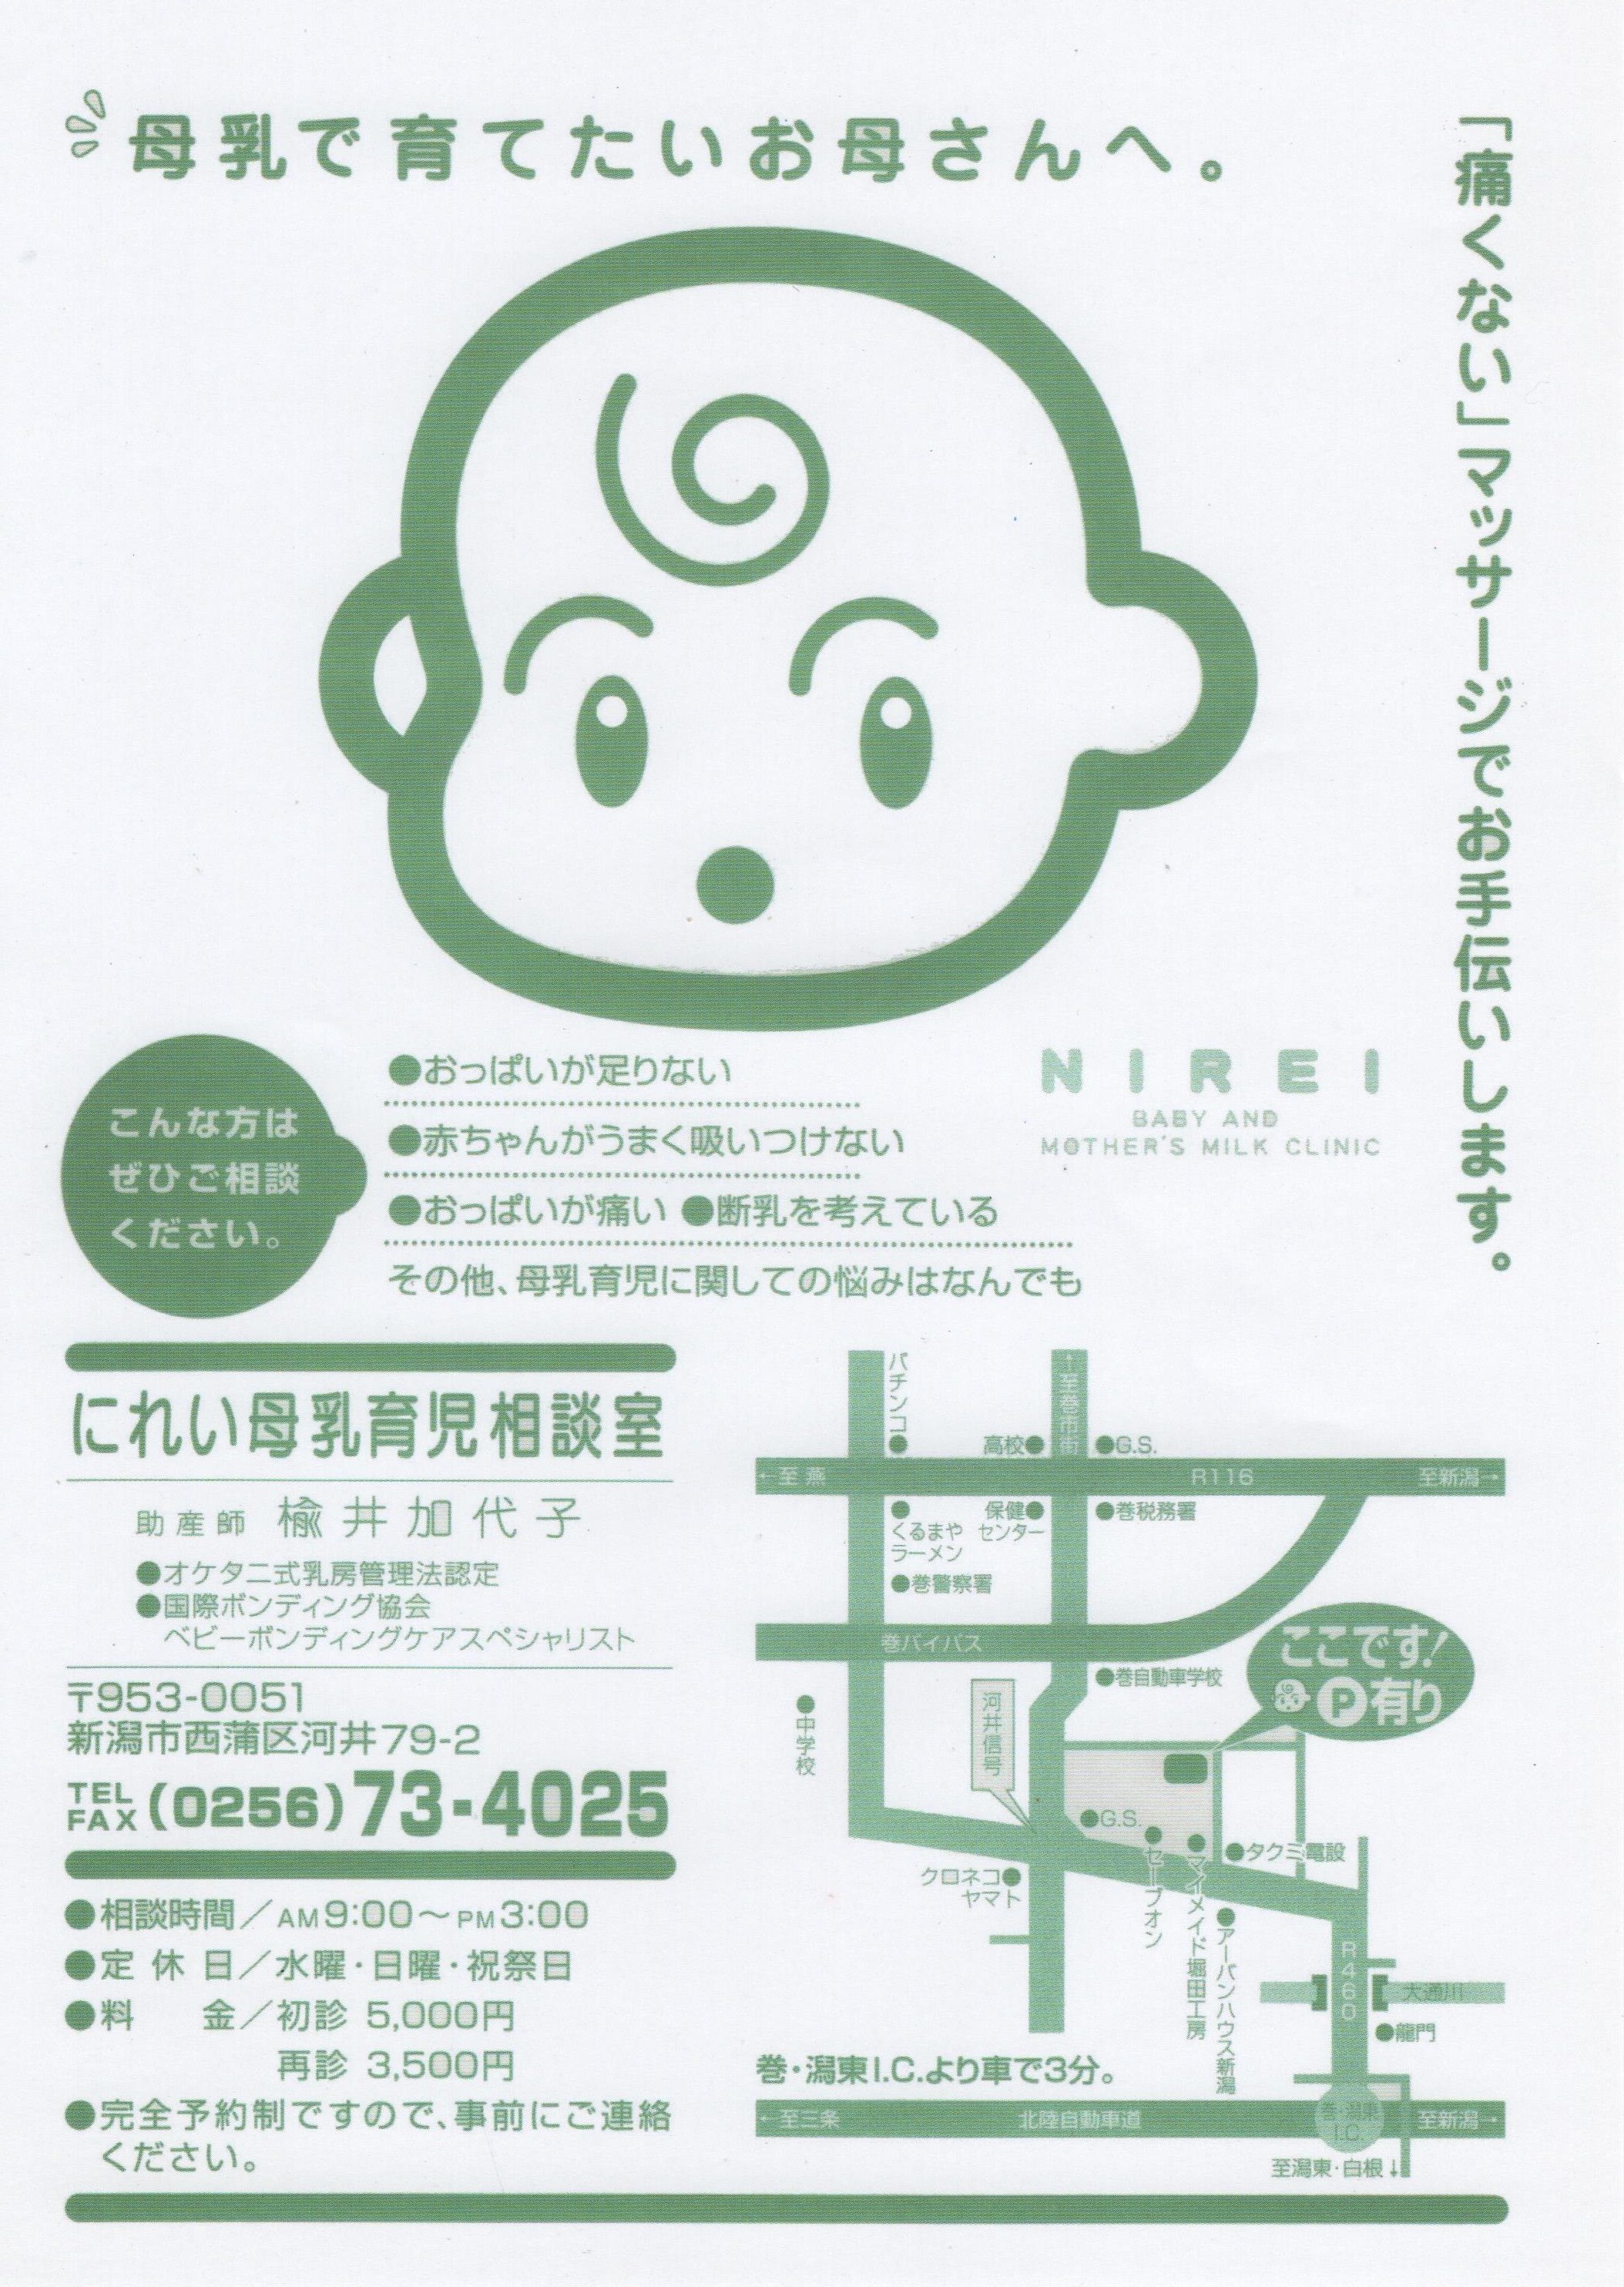 母乳で育てたいお母さんへ。
「痛くない」マッサージでお手伝いします。
こんな方は
ぜひご相談
ください。
●おっぱいが足りない
●赤ちゃんがうまく吸いつけない
●おっぱいが痛い ●断乳を考えている
その他、母乳育児に関しての悩みはなんでも
NIREI
BABY AND
MOTHER'S MILK CLINIC
にれい母乳育児相談室
助産師 楡井加代子
●オケタニ式乳房管理法認定
●国際ボンディング協会
ベビーボンディングケアスペシャリスト
〒953-0051
新潟市西蒲区河井79-2
TEL
FAX (0256)73-4025
●相談時間／AM9:00～PM3:00
●定休日／水曜・日曜・祝祭日
●料　金／初診 5,000円
再診 3,500円
●完全予約制ですので、事前にご連絡
ください。
パチンコ●
↑至巻市街
高校●
●G.S.
←至燕
R116
至新潟→
●
くるまや
ラーメン
保健●
センター
●巻税務署
●巻警察署
巻バイパス
●巻自動車学校
ここです!
P有り
●中学校
河井信号
●G.S.
●セーブオン
●マイメイド堀田工房
●タクミ電設
クロネコ●
ヤマト
●アーバンハウス新潟
R460
大通川
●龍門
巻・潟東I.C.より車で3分。
←至三条
北陸自動車道
巻・潟東
I.C.
至新潟→
至潟東・白根↓